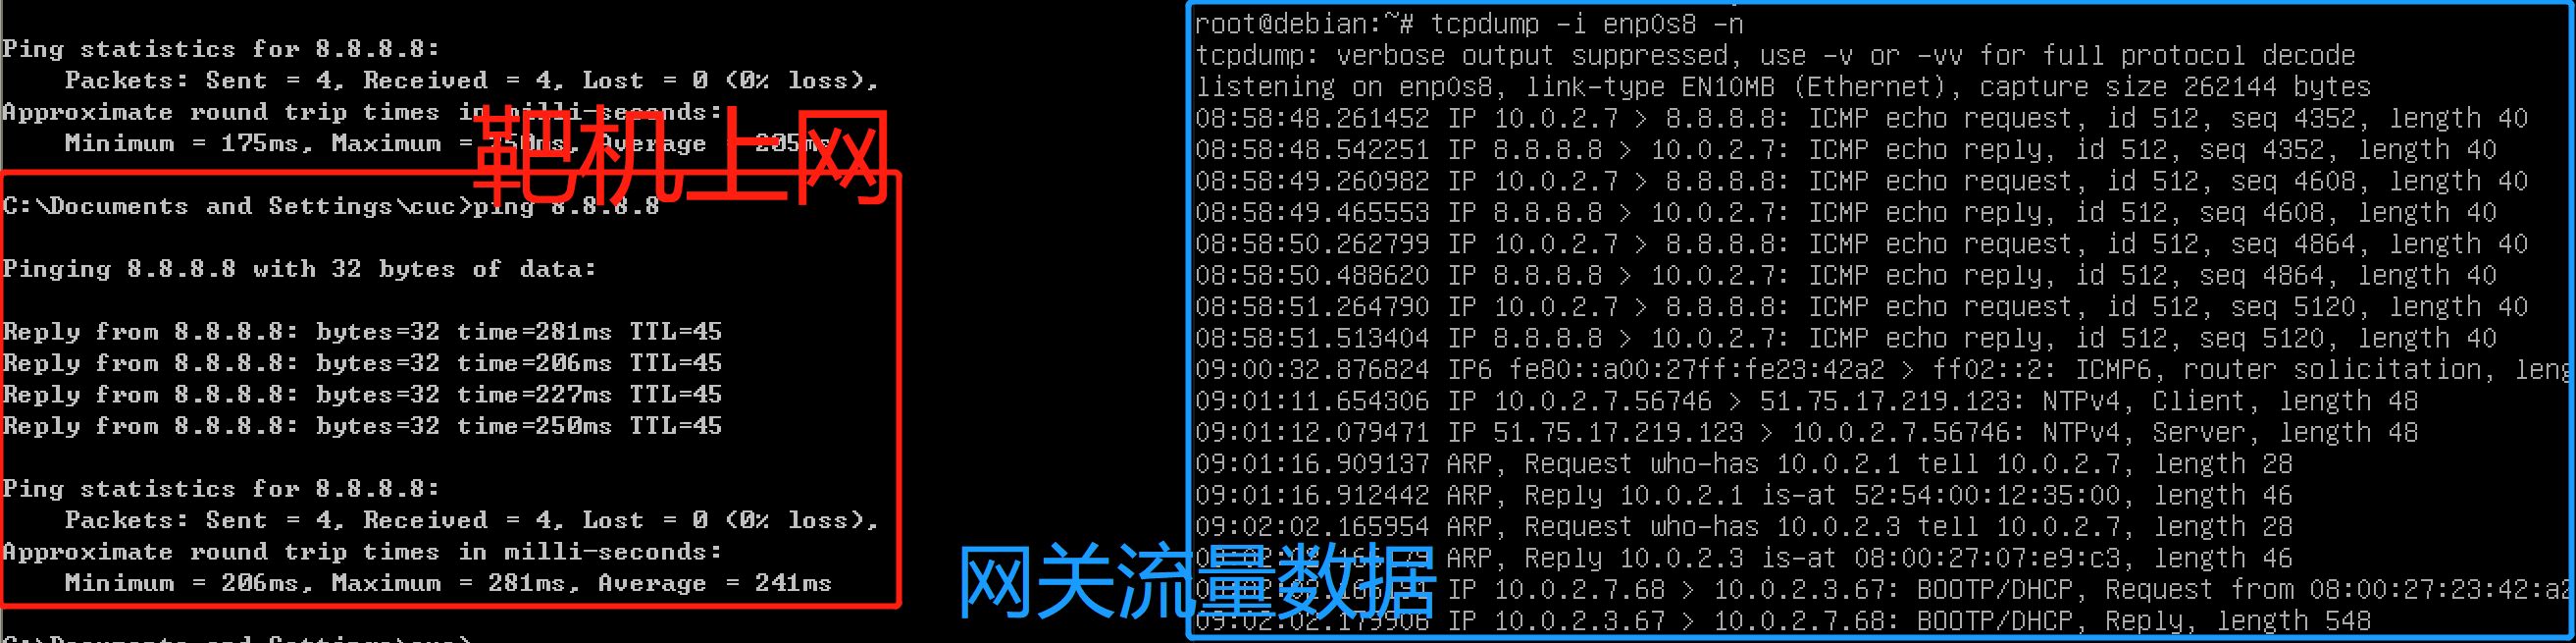 Ping statistics for 8.8.8.8:
Packets: Sent = 4, Received = 4, Lost = 0 (0% loss),
Approximate round trip times in milli-seconds:
Minimum = 175ms, Maximum = 250ms, Average = 205ms
靶机上网
C:\Documents and Settings\cuc>ping 8.8.8.8
Pinging 8.8.8.8 with 32 bytes of data:
Reply from 8.8.8.8: bytes=32 time=281ms TTL=45
Reply from 8.8.8.8: bytes=32 time=206ms TTL=45
Reply from 8.8.8.8: bytes=32 time=227ms TTL=45
Reply from 8.8.8.8: bytes=32 time=250ms TTL=45
Ping statistics for 8.8.8.8:
Packets: Sent = 4, Received = 4, Lost = 0 (0% loss),
Approximate round trip times in milli-seconds:
Minimum = 206ms, Maximum = 281ms, Average = 241ms
C:\Documents and Settings\cuc>
网关流量数据
root@debian:~# tcpdump -i enp0s8 -n
tcpdump: verbose output suppressed, use -v or -vv for full protocol decode
listening on enp0s8, link-type EN10MB (Ethernet), capture size 262144 bytes
08:58:48.261452 IP 10.0.2.7 > 8.8.8.8: ICMP echo request, id 512, seq 4352, length 40
08:58:48.542251 IP 8.8.8.8 > 10.0.2.7: ICMP echo reply, id 512, seq 4352, length 40
08:58:49.260982 IP 10.0.2.7 > 8.8.8.8: ICMP echo request, id 512, seq 4608, length 40
08:58:49.465553 IP 8.8.8.8 > 10.0.2.7: ICMP echo reply, id 512, seq 4608, length 40
08:58:50.262799 IP 10.0.2.7 > 8.8.8.8: ICMP echo request, id 512, seq 4864, length 40
08:58:50.488620 IP 8.8.8.8 > 10.0.2.7: ICMP echo reply, id 512, seq 4864, length 40
08:58:51.264790 IP 10.0.2.7 > 8.8.8.8: ICMP echo request, id 512, seq 5120, length 40
08:58:51.513404 IP 8.8.8.8 > 10.0.2.7: ICMP echo reply, id 512, seq 5120, length 40
09:00:32.876824 IP6 fe80::a00:27ff:fe23:42a2 > ff02::2: ICMP6, router solicitation, leng
09:01:11.654306 IP 10.0.2.7.56746 > 51.75.17.219.123: NTPv4, Client, length 48
09:01:12.079471 IP 51.75.17.219.123 > 10.0.2.7.56746: NTPv4, Server, length 48
09:01:16.909137 ARP, Request who-has 10.0.2.1 tell 10.0.2.7, length 28
09:01:16.912442 ARP, Reply 10.0.2.1 is-at 52:54:00:12:35:00, length 46
09:02:02.165954 ARP, Request who-has 10.0.2.3 tell 10.0.2.7, length 28
ARP, Reply 10.0.2.3 is-at 08:00:27:07:e9:c3, length 46
IP 10.0.2.7.68 > 10.0.2.3.67: BOOTP/DHCP, Request from 08:00:27:23:42:a2
IP 10.0.2.3.67 > 10.0.2.7.68: BOOTP/DHCP, Reply, length 548